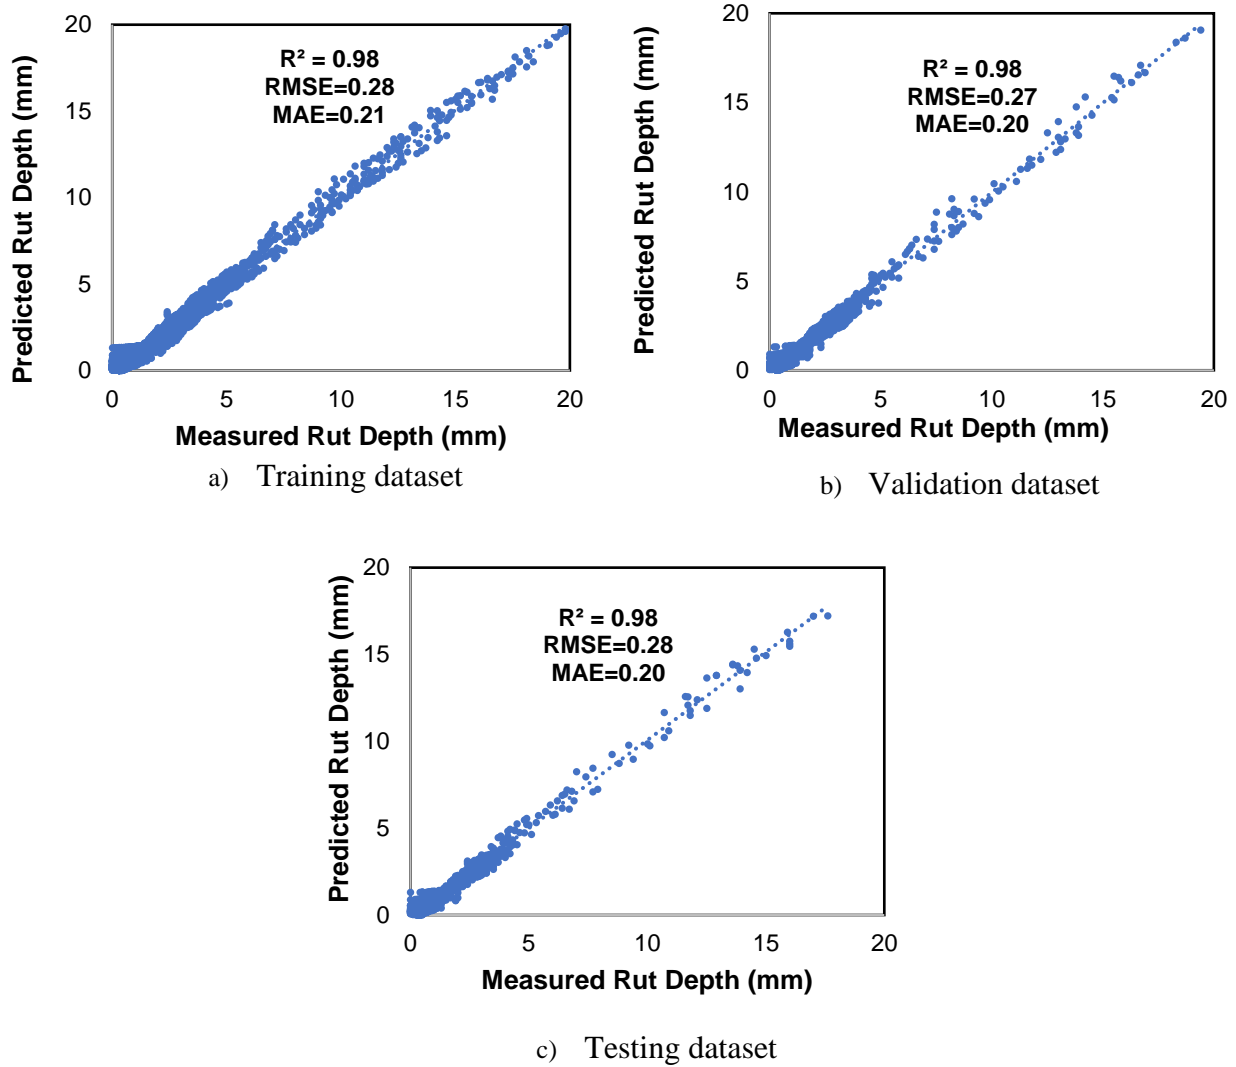 Predicted Rut Depth (mm)
20
15
10
5
0
R² = 0.98
RMSE=0.28
MAE=0.21
0 5 10 15 20
Measured Rut Depth (mm)
a) Training dataset
Predicted Rut Depth (mm)
20
15
10
5
0
R² = 0.98
RMSE=0.27
MAE=0.20
0 5 10 15 20
Measured Rut Depth (mm)
b) Validation dataset
Predicted Rut Depth (mm)
20
15
10
5
0
R² = 0.98
RMSE=0.28
MAE=0.20
0 5 10 15 20
Measured Rut Depth (mm)
c) Testing dataset